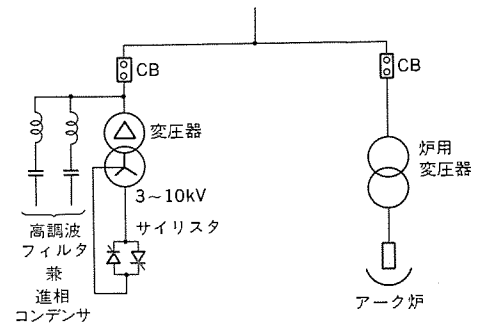 CB
CB
変圧器
炉用
変圧器
3~10kV
サイリスタ
高調波
フィルタ
兼
進相
コンデンサ
アーク炉